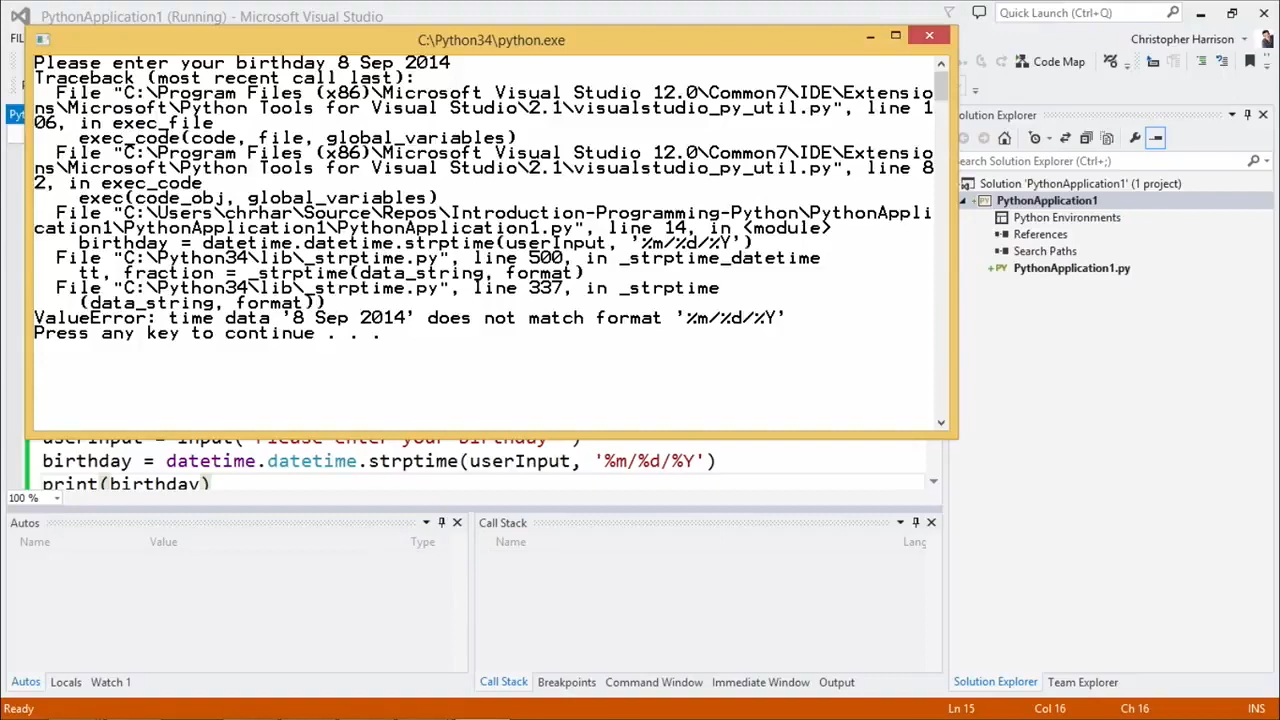 PythonApplication1 (Running) - Microsoft Visual Studio
Quick Launch (Ctrl+Q)
Christopher Harrison
Code Map
C:\Python34\python.exe
Please enter your birthday 8 Sep 2014
Traceback (most recent call last):
  File "C:\Program Files (x86)\Microsoft Visual Studio 12.0\Common7\IDE\Extensio
ns\Microsoft\Python Tools for Visual Studio\2.1\visualstudio_py_util.py", line 1
06, in exec_file
    exec_code(code, file, global_variables)
  File "C:\Program Files (x86)\Microsoft Visual Studio 12.0\Common7\IDE\Extensio
ns\Microsoft\Python Tools for Visual Studio\2.1\visualstudio_py_util.py", line 8
2, in exec_code
    exec(code_obj, global_variables)
  File "C:\Users\chrhar\Source\Repos\Introduction-Programming-Python\PythonAppli
cation1\PythonApplication1\PythonApplication1.py", line 14, in <module>
    birthday = datetime.datetime.strptime(userInput, '%m/%d/%Y')
  File "C:\Python34\lib\_strptime.py", line 500, in _strptime_datetime
    tt, fraction = _strptime(data_string, format)
  File "C:\Python34\lib\_strptime.py", line 337, in _strptime
    (data_string, format))
ValueError: time data '8 Sep 2014' does not match format '%m/%d/%Y'
Press any key to continue . . .
userInput = input("Please enter your birthday ")
birthday = datetime.datetime.strptime(userInput, '%m/%d/%Y')
print(birthday)
100 %
Solution Explorer
Search Solution Explorer (Ctrl+;)
Solution 'PythonApplication1' (1 project)
PythonApplication1
Python Environments
References
Search Paths
PythonApplication1.py
Autos
Name Value Type
Call Stack
Name Lang
Autos Locals Watch 1
Call Stack Breakpoints Command Window Immediate Window Output
Solution Explorer Team Explorer
Ready
Ln 15 Col 16 Ch 16 INS